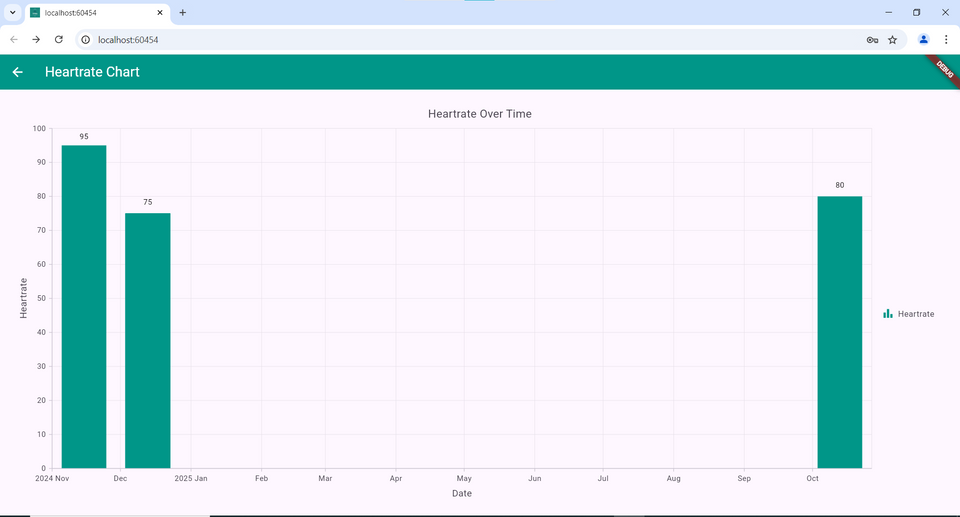 localhost:60454
localhost:60454
Heartrate Chart
DEBUG
Heartrate Over Time
100
90
80
70
60
50
40
30
20
10
0
Heartrate
95
75
80
2024 Nov Dec 2025 Jan Feb Mar Apr May Jun Jul Aug Sep Oct
Date
Heartrate